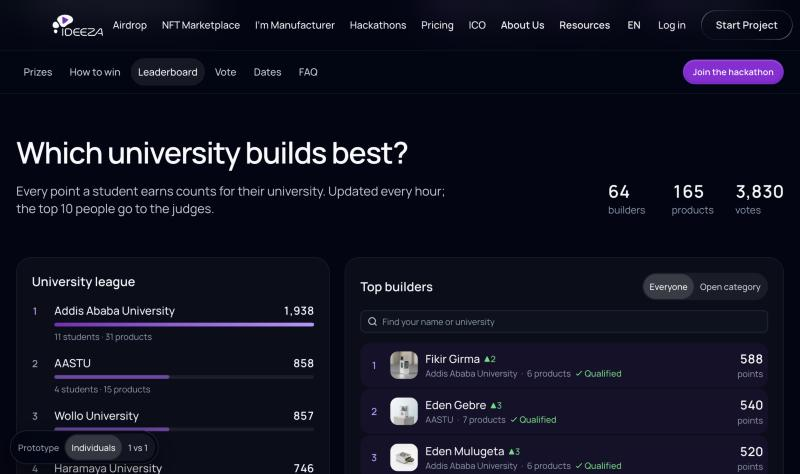 IDEEZA
Airdrop NFT Marketplace I'm Manufacturer Hackathons Pricing ICO About Us Resources EN Log in Start Project
Prizes How to win Leaderboard Vote Dates FAQ Join the hackathon
Which university builds best?
Every point a student earns counts for their university. Updated every hour;
the top 10 people go to the judges.
64 165 3,830
builders products votes
University league
1 Addis Ababa University 1,938
11 students · 31 products
2 AASTU 858
4 students · 15 products
3 Wollo University 857
4 Haramaya University 746
Prototype Individuals 1 vs 1
Top builders Everyone Open category
Find your name or university
1 Fikir Girma ▲2 588
Addis Ababa University · 6 products ✓ Qualified points
2 Eden Gebre ▲3 540
AASTU · 7 products ✓ Qualified points
3 Eden Mulugeta ▲3 520
Addis Ababa University · 6 products ✓ Qualified points